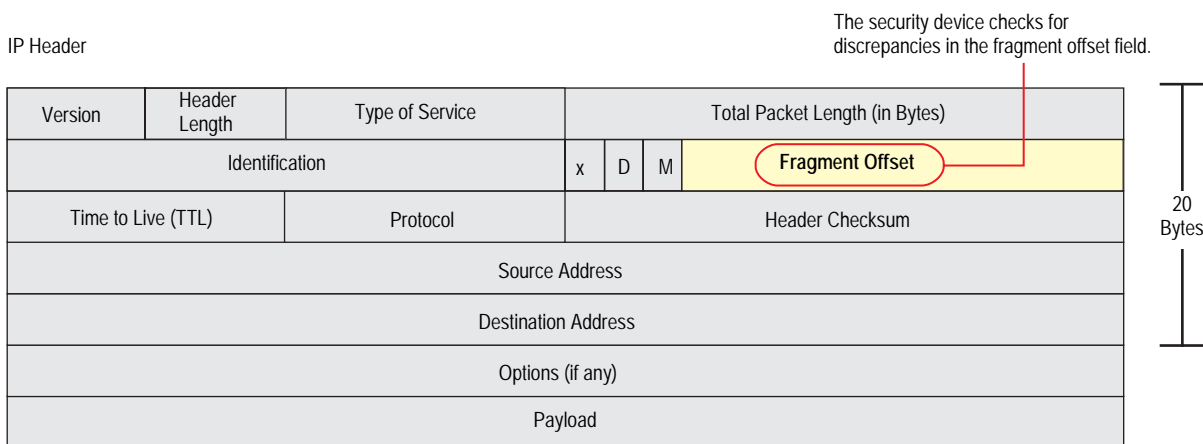 The security device checks for
discrepancies in the fragment offset field.
IP Header
Version
Header
Length
Type of Service
Total Packet Length (in Bytes)
Identification
x
D
M
Fragment Offset
Time to Live (TTL)
Protocol
Header Checksum
20
Bytes
Source Address
Destination Address
Options (if any)
Payload